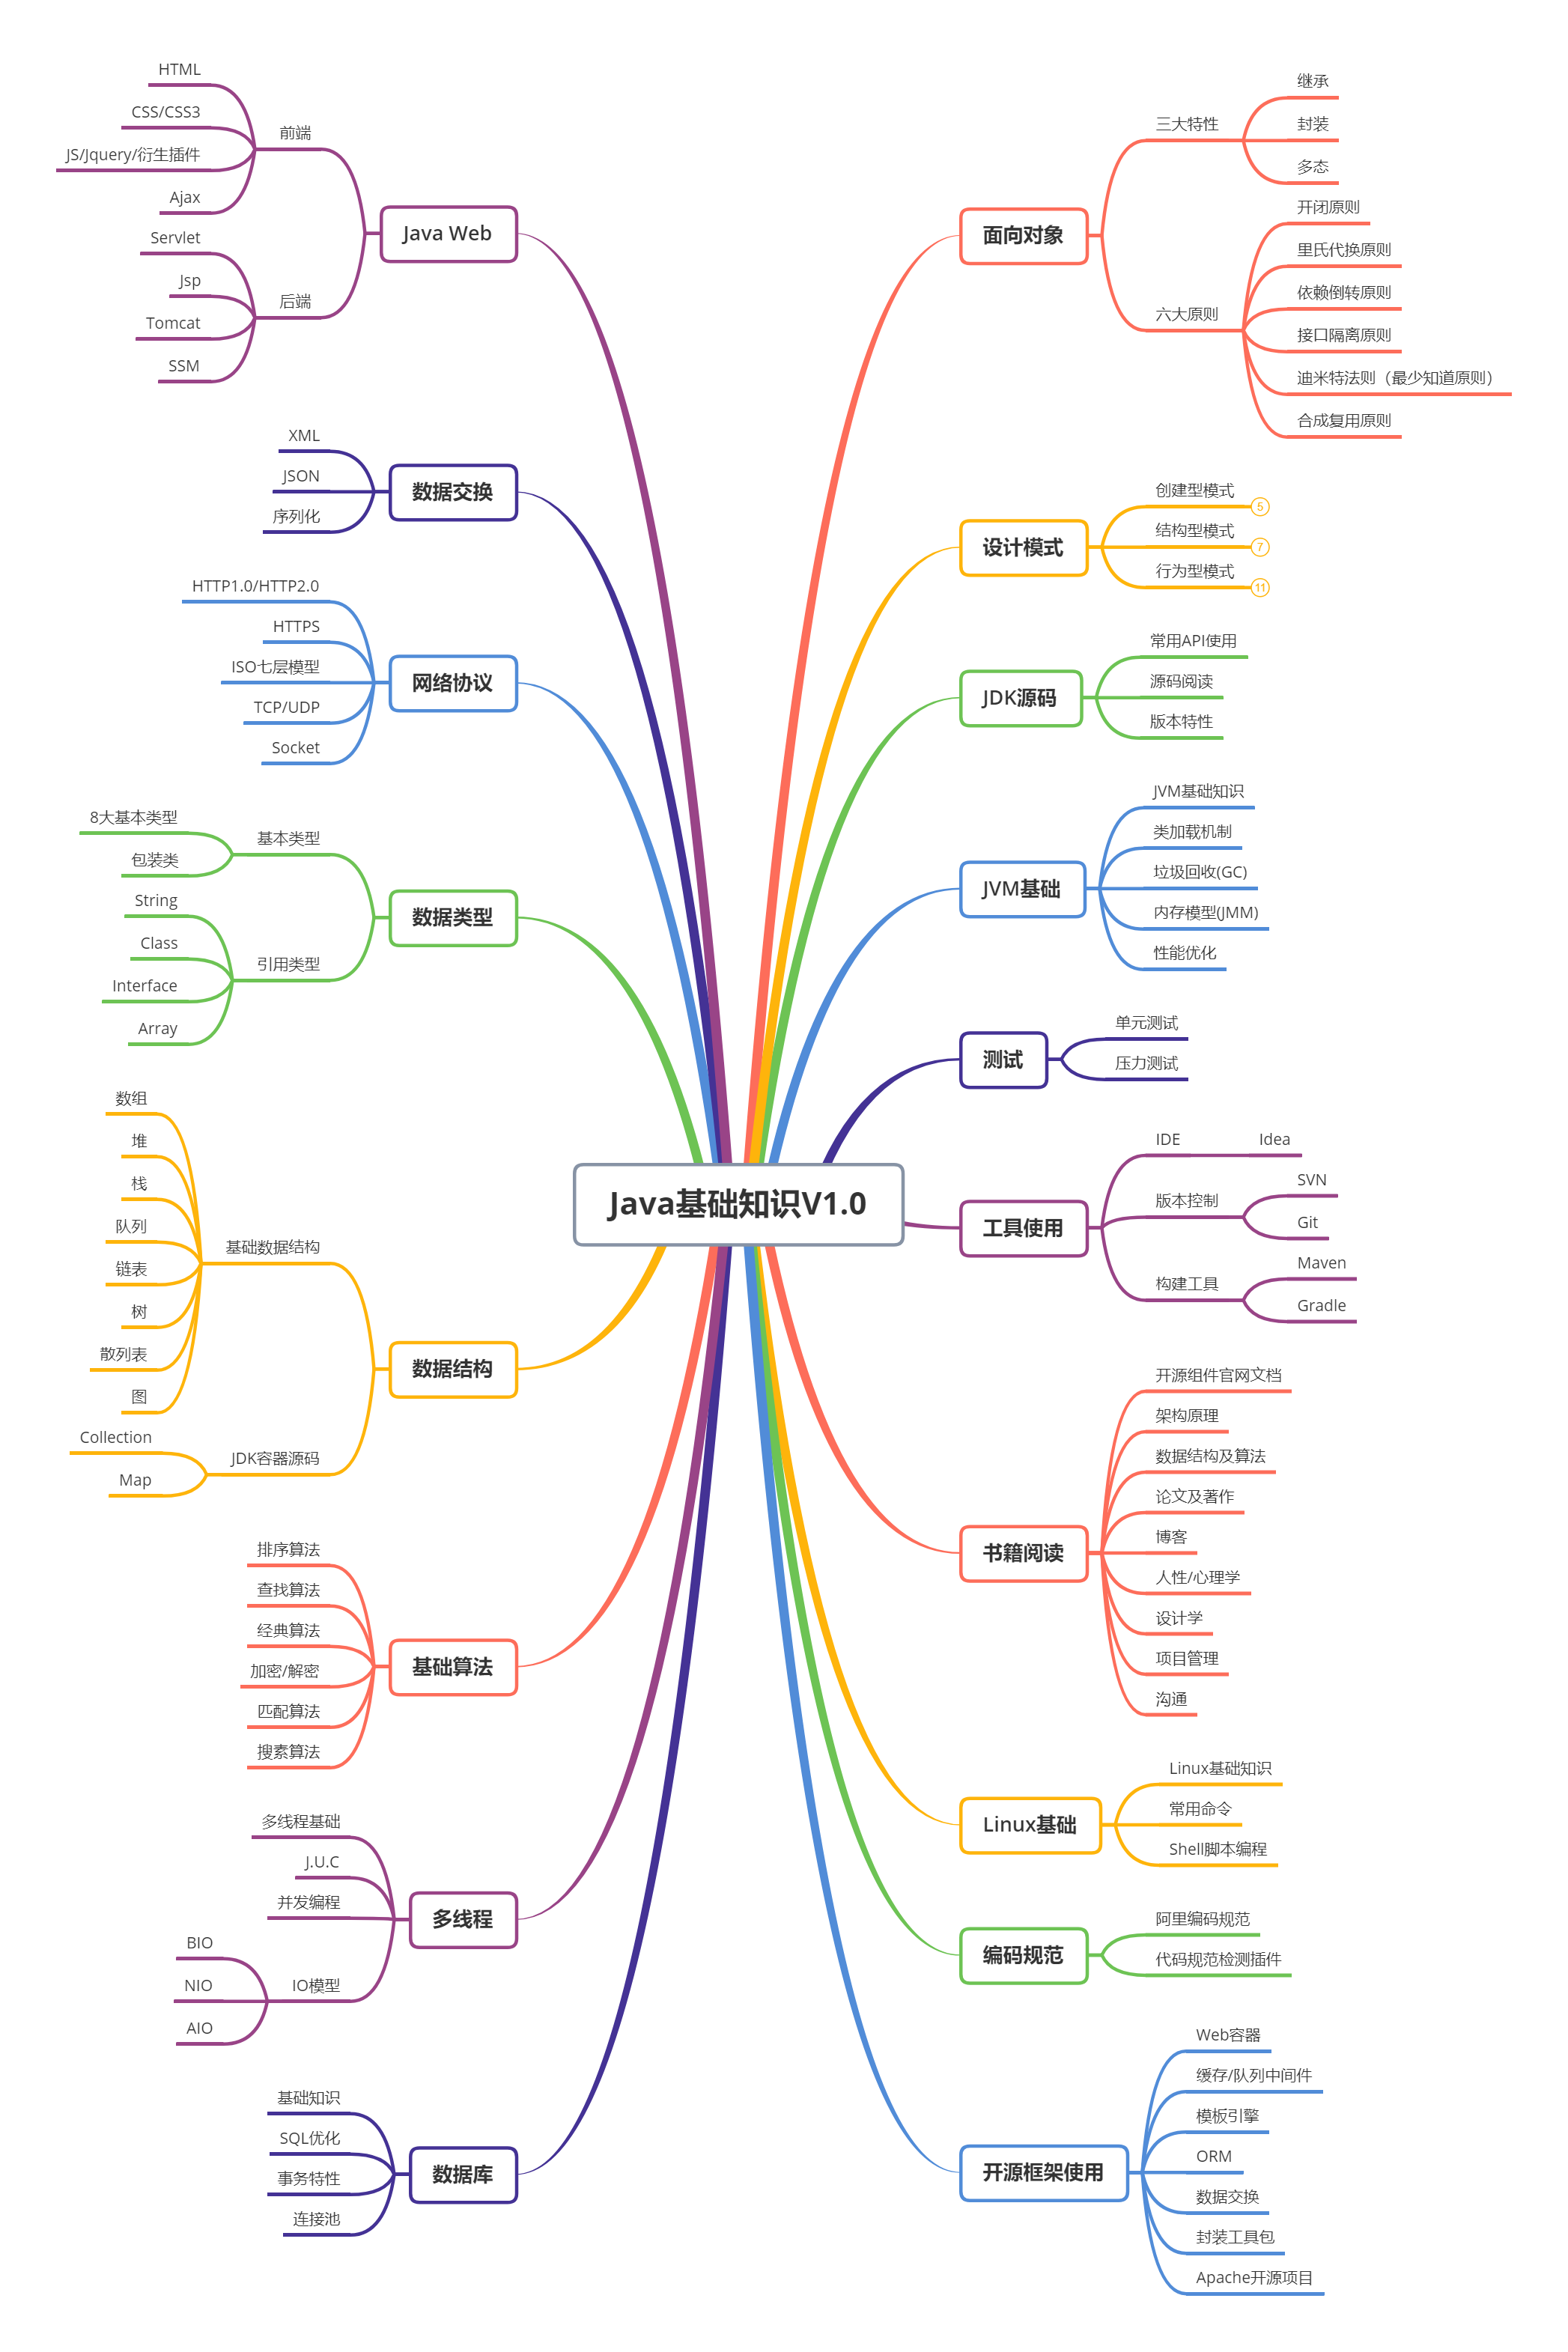 Java基础知识V1.0
面向对象
三大特性
继承
封装
多态
六大原则
开闭原则
里氏代换原则
依赖倒转原则
接口隔离原则
迪米特法则（最少知道原则）
合成复用原则
设计模式
创建型模式
5
结构型模式
7
行为型模式
11
JDK源码
常用API使用
源码阅读
版本特性
JVM基础
JVM基础知识
类加载机制
垃圾回收(GC)
内存模型(JMM)
性能优化
测试
单元测试
压力测试
工具使用
IDE
Idea
版本控制
SVN
Git
构建工具
Maven
Gradle
书籍阅读
开源组件官网文档
架构原理
数据结构及算法
论文及著作
博客
人性/心理学
设计学
项目管理
沟通
Linux基础
Linux基础知识
常用命令
Shell脚本编程
编码规范
阿里编码规范
代码规范检测插件
开源框架使用
Web容器
缓存/队列中间件
模板引擎
ORM
数据交换
封装工具包
Apache开源项目
Java Web
前端
HTML
CSS/CSS3
JS/Jquery/衍生插件
Ajax
后端
Servlet
Jsp
Tomcat
SSM
数据交换
XML
JSON
序列化
网络协议
HTTP1.0/HTTP2.0
HTTPS
ISO七层模型
TCP/UDP
Socket
数据类型
基本类型
8大基本类型
包装类
引用类型
String
Class
Interface
Array
数据结构
基础数据结构
数组
堆
栈
队列
链表
树
散列表
图
JDK容器源码
Collection
Map
基础算法
排序算法
查找算法
经典算法
加密/解密
匹配算法
搜素算法
多线程
多线程基础
J.U.C
并发编程
IO模型
BIO
NIO
AIO
数据库
基础知识
SQL优化
事务特性
连接池